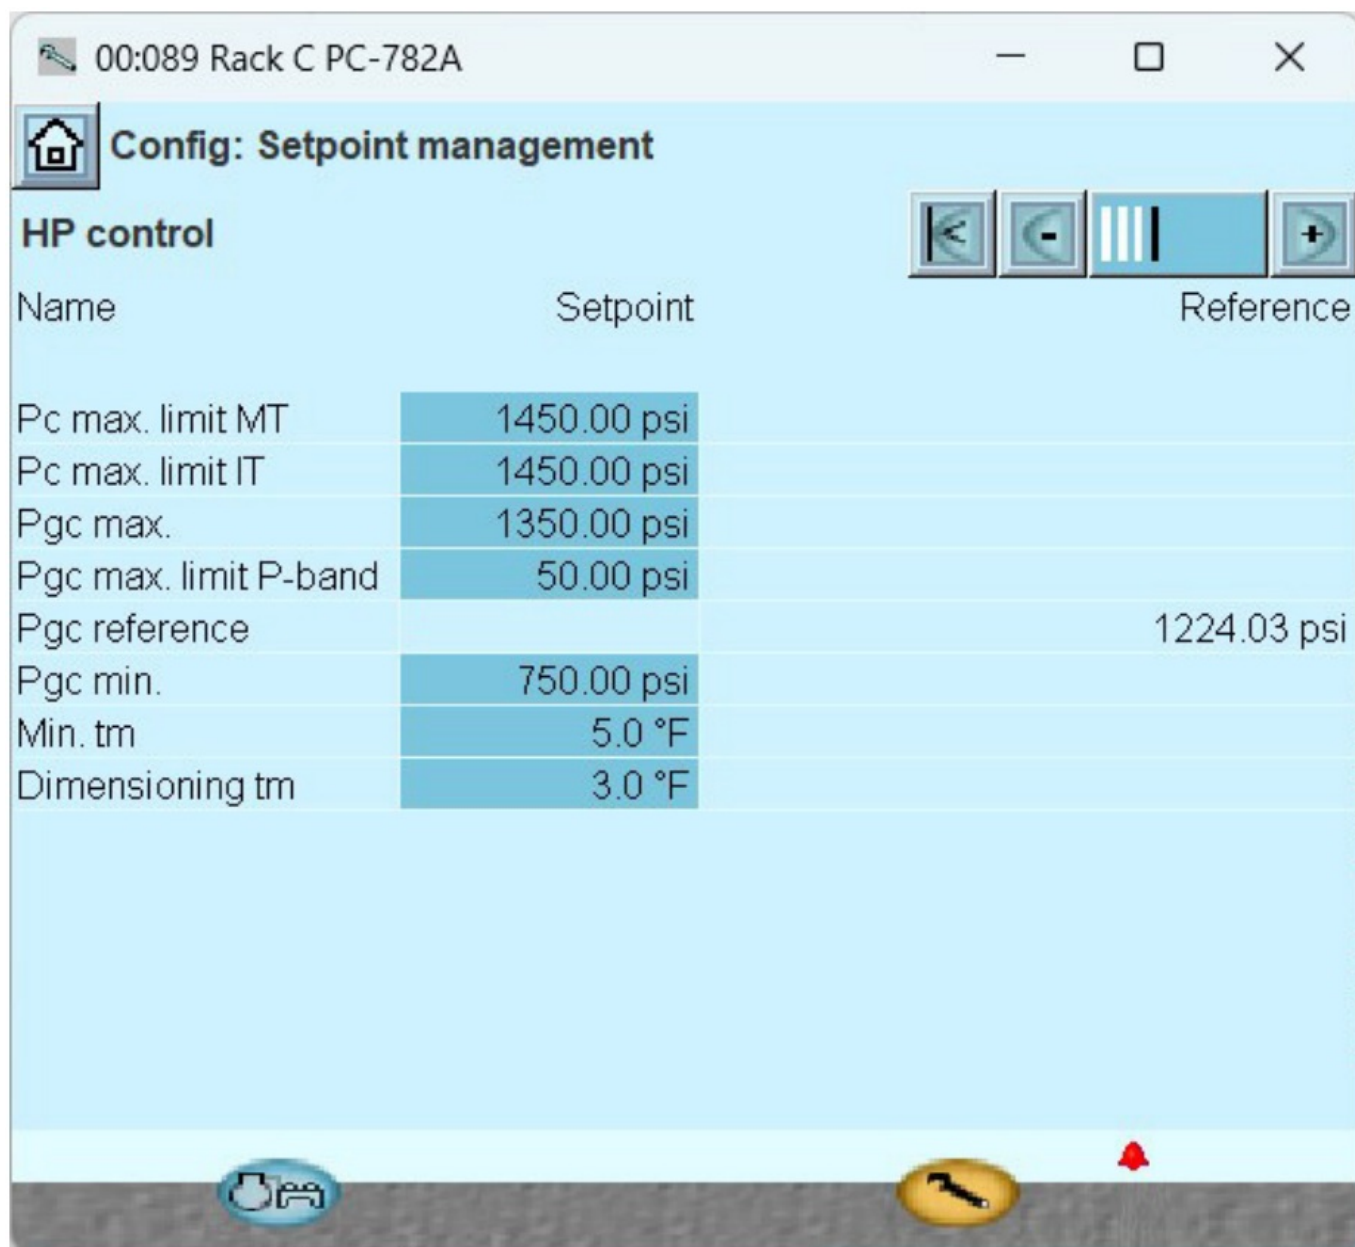 00:089 Rack C PC-782A
Config: Setpoint management
HP control
Name Setpoint Reference
Pc max. limit MT 1450.00 psi
Pc max. limit IT 1450.00 psi
Pgc max. 1350.00 psi
Pgc max. limit P-band 50.00 psi
Pgc reference 1224.03 psi
Pgc min. 750.00 psi
Min. tm 5.0 °F
Dimensioning tm 3.0 °F